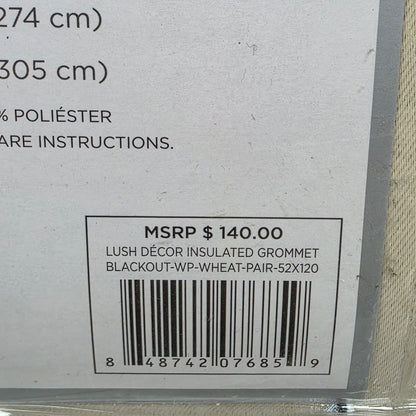 274 cm)
305 cm)
% POLIÉSTER
ARE INSTRUCTIONS.
MSRP $ 140.00
LUSH DÉCOR INSULATED GROMMET
BLACKOUT-WP-WHEAT-PAIR-52X120
8 48742 07685 9